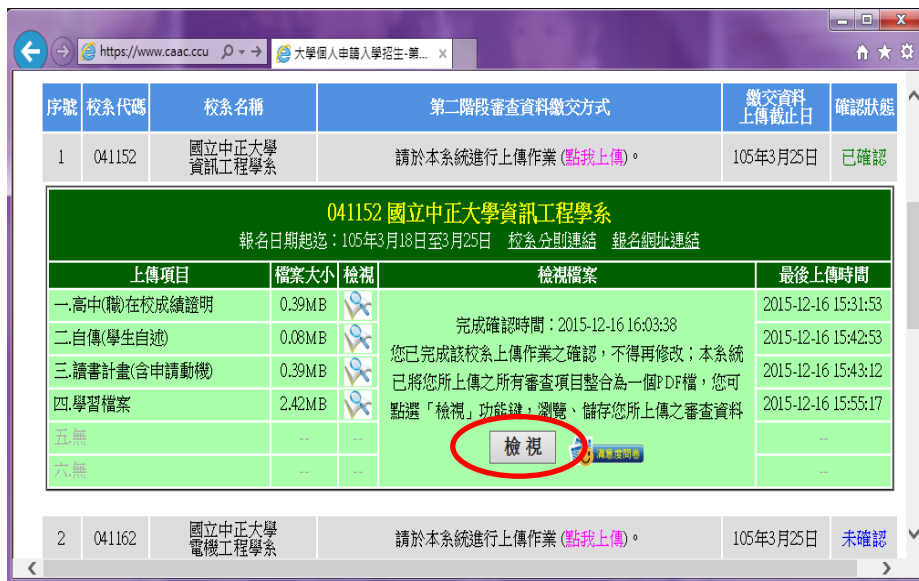 https://www.caac.ccu
大學個人申請入學招生-第...
序號 校系代碼 校系名稱 第二階段審查資料繳交方式 繳交資料上傳截止日 確認狀態
1 041152 國立中正大學資訊工程學系 請於本系統進行上傳作業 (點我上傳)。 105年3月25日 已確認
041152 國立中正大學資訊工程學系
報名日期起迄：105年3月18日至3月25日 校系分則連結 報名網址連結
上傳項目 檔案大小 檢視 檢視檔案 最後上傳時間
一.高中(職)在校成績證明 0.39MB 2015-12-16 15:31:53
二.自傳(學生自述) 0.08MB 2015-12-16 15:42:53
三.讀書計畫(含申請動機) 0.39MB 2015-12-16 15:43:12
四.學習檔案 2.42MB 2015-12-16 15:55:17
五.無 -- -- --
六.無 -- -- --
完成確認時間：2015-12-16 16:03:38
您已完成該校系上傳作業之確認，不得再修改；本系統
已將您所上傳之所有審查項目整合為一個PDF檔，您可
點選「檢視」功能鍵，瀏覽、儲存您所上傳之審查資料
檢 視
滿意度問卷
2 041162 國立中正大學電機工程學系 請於本系統進行上傳作業 (點我上傳)。 105年3月25日 未確認